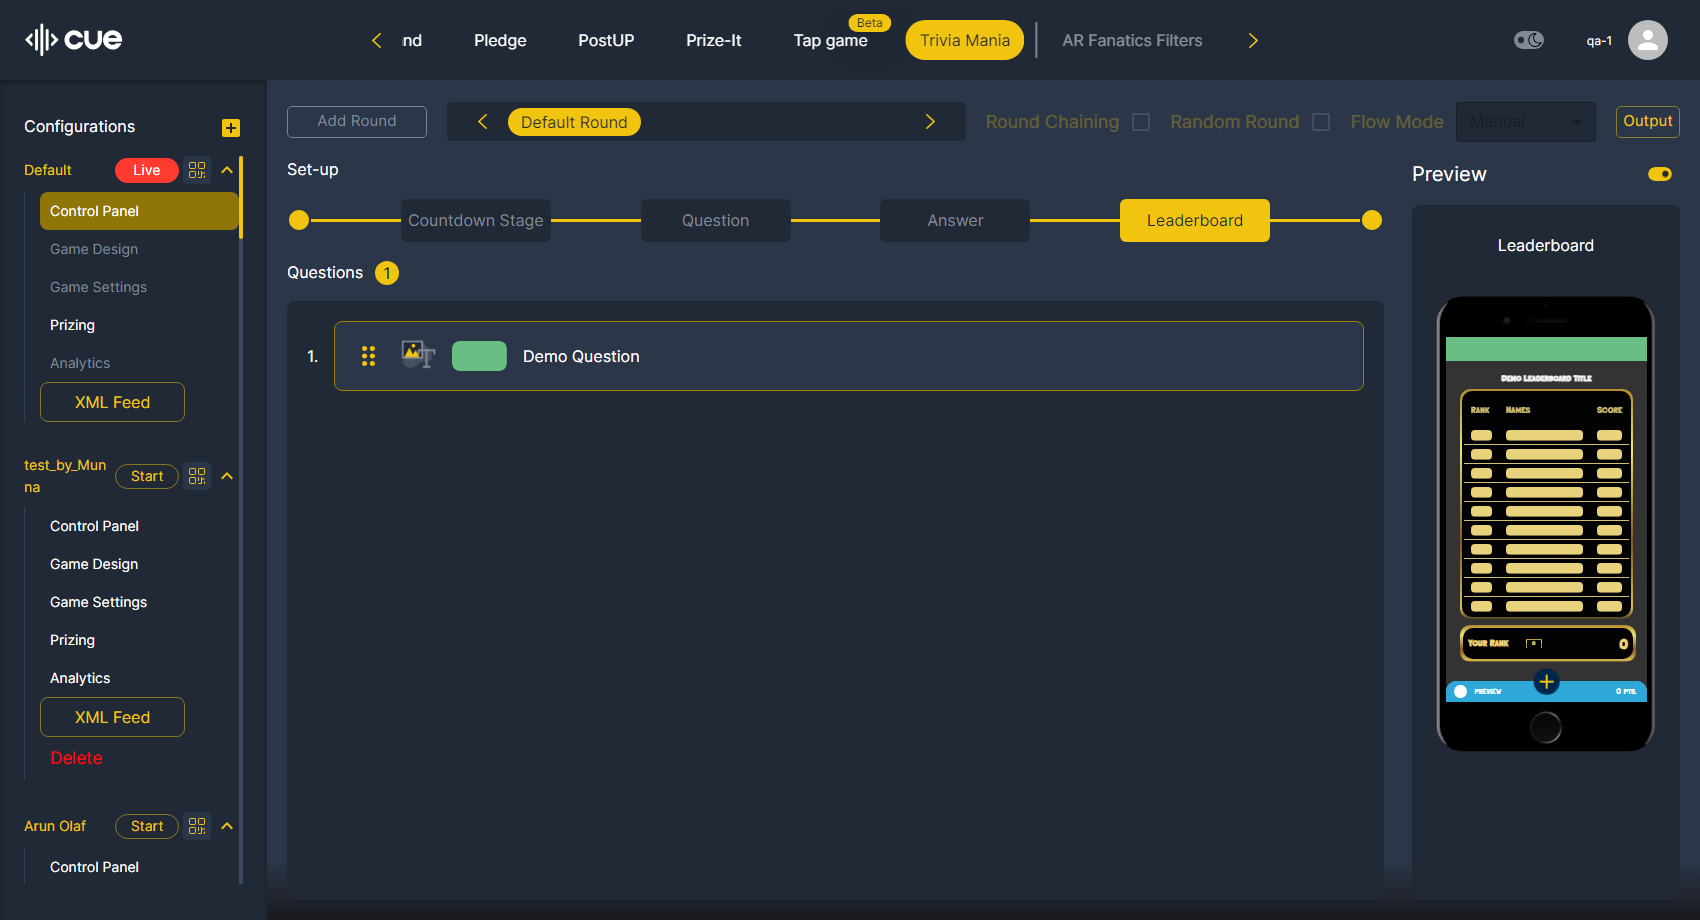 cue
nd
Pledge
PostUP
Prize-It
Tap game
Beta
Trivia Mania
AR Fanatics Filters
qa-1
Configurations
Default
Live
Control Panel
Game Design
Game Settings
Prizing
Analytics
XML Feed
test_by_Mun
na
Start
Control Panel
Game Design
Game Settings
Prizing
Analytics
XML Feed
Delete
Arun Olaf
Start
Control Panel
Add Round
Default Round
Round Chaining
Random Round
Flow Mode
Manual
Output
Set-up
Countdown Stage
Question
Answer
Leaderboard
Questions 1
1.
Demo Question
Preview
Leaderboard
Demo Leaderboard Title
Rank Names Score
Your Rank 0
Preview 0 pts.